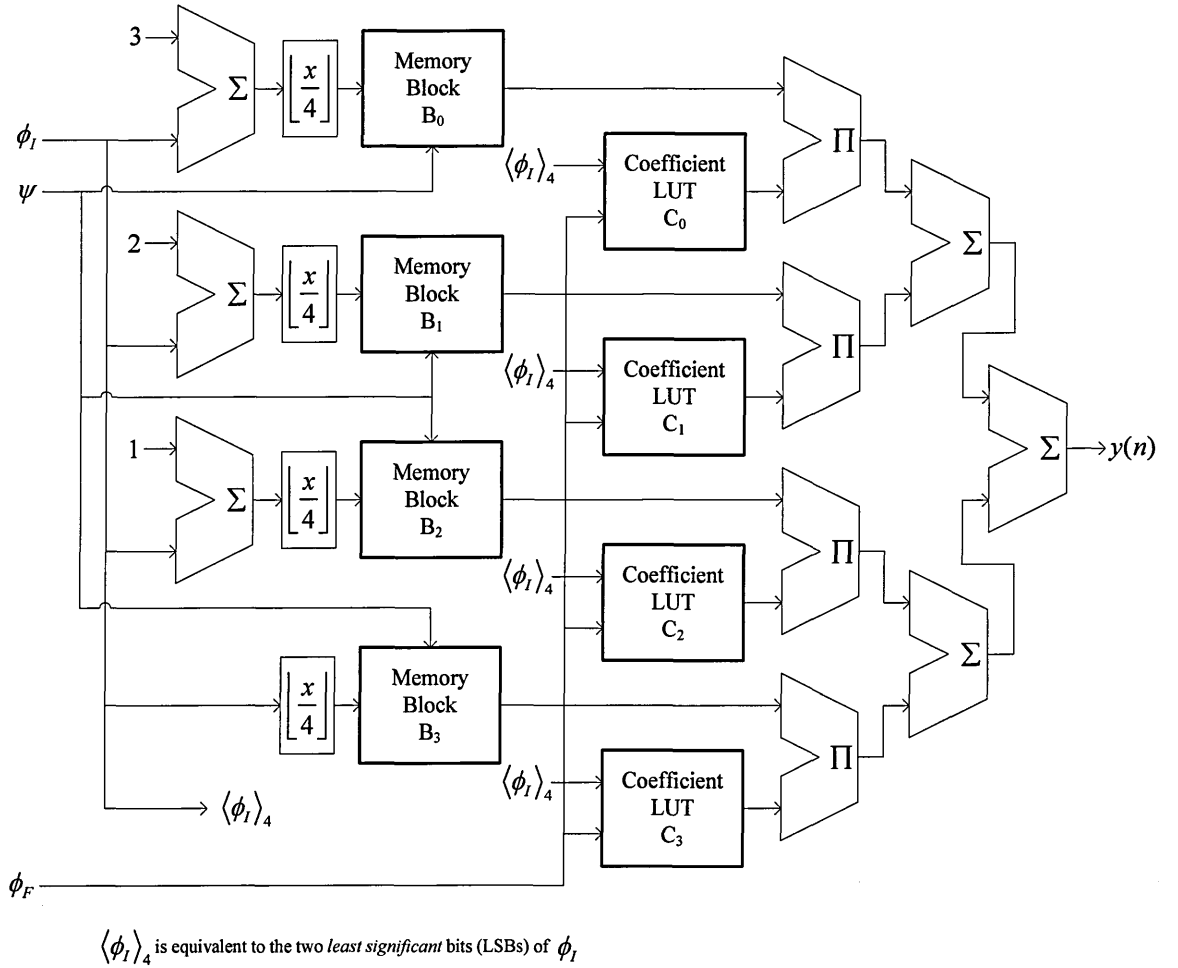 3
Σ
⌊x/4⌋
Memory Block B₀
ϕ_I
⟨ϕ_I⟩₄
Coefficient LUT C₀
Π
ψ
2
Σ
⌊x/4⌋
Memory Block B₁
Σ
⟨ϕ_I⟩₄
Coefficient LUT C₁
Π
1
Σ
⌊x/4⌋
Memory Block B₂
Σ
y(n)
⟨ϕ_I⟩₄
Coefficient LUT C₂
Π
⌊x/4⌋
Memory Block B₃
Σ
⟨ϕ_I⟩₄
⟨ϕ_I⟩₄
Coefficient LUT C₃
Π
ϕ_F
⟨ϕ_I⟩₄ is equivalent to the two least significant bits (LSBs) of ϕ_I